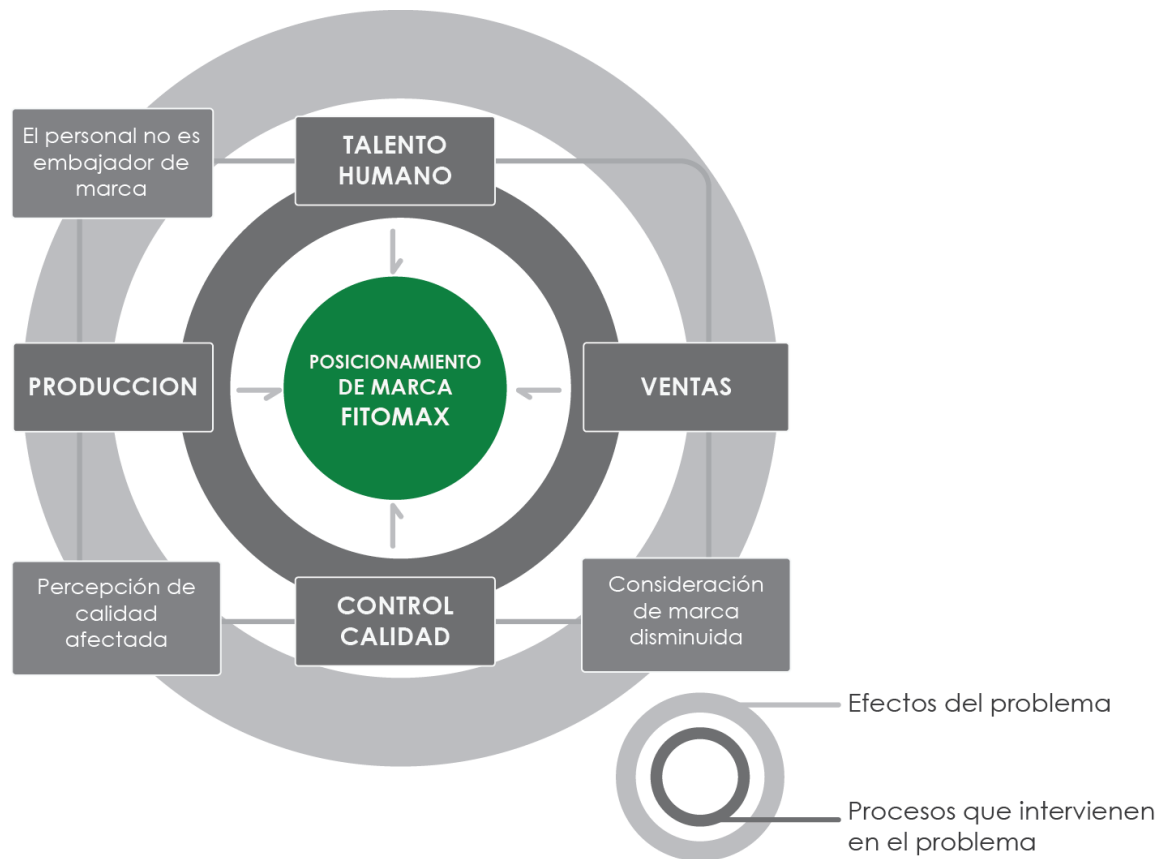 El personal no es
embajador de
marca
TALENTO
HUMANO
PRODUCCION
POSICIONAMIENTO
DE MARCA
FITOMAX
VENTAS
Percepción de
calidad
afectada
CONTROL
CALIDAD
Consideración
de marca
disminuida
Efectos del problema
Procesos que intervienen
en el problema